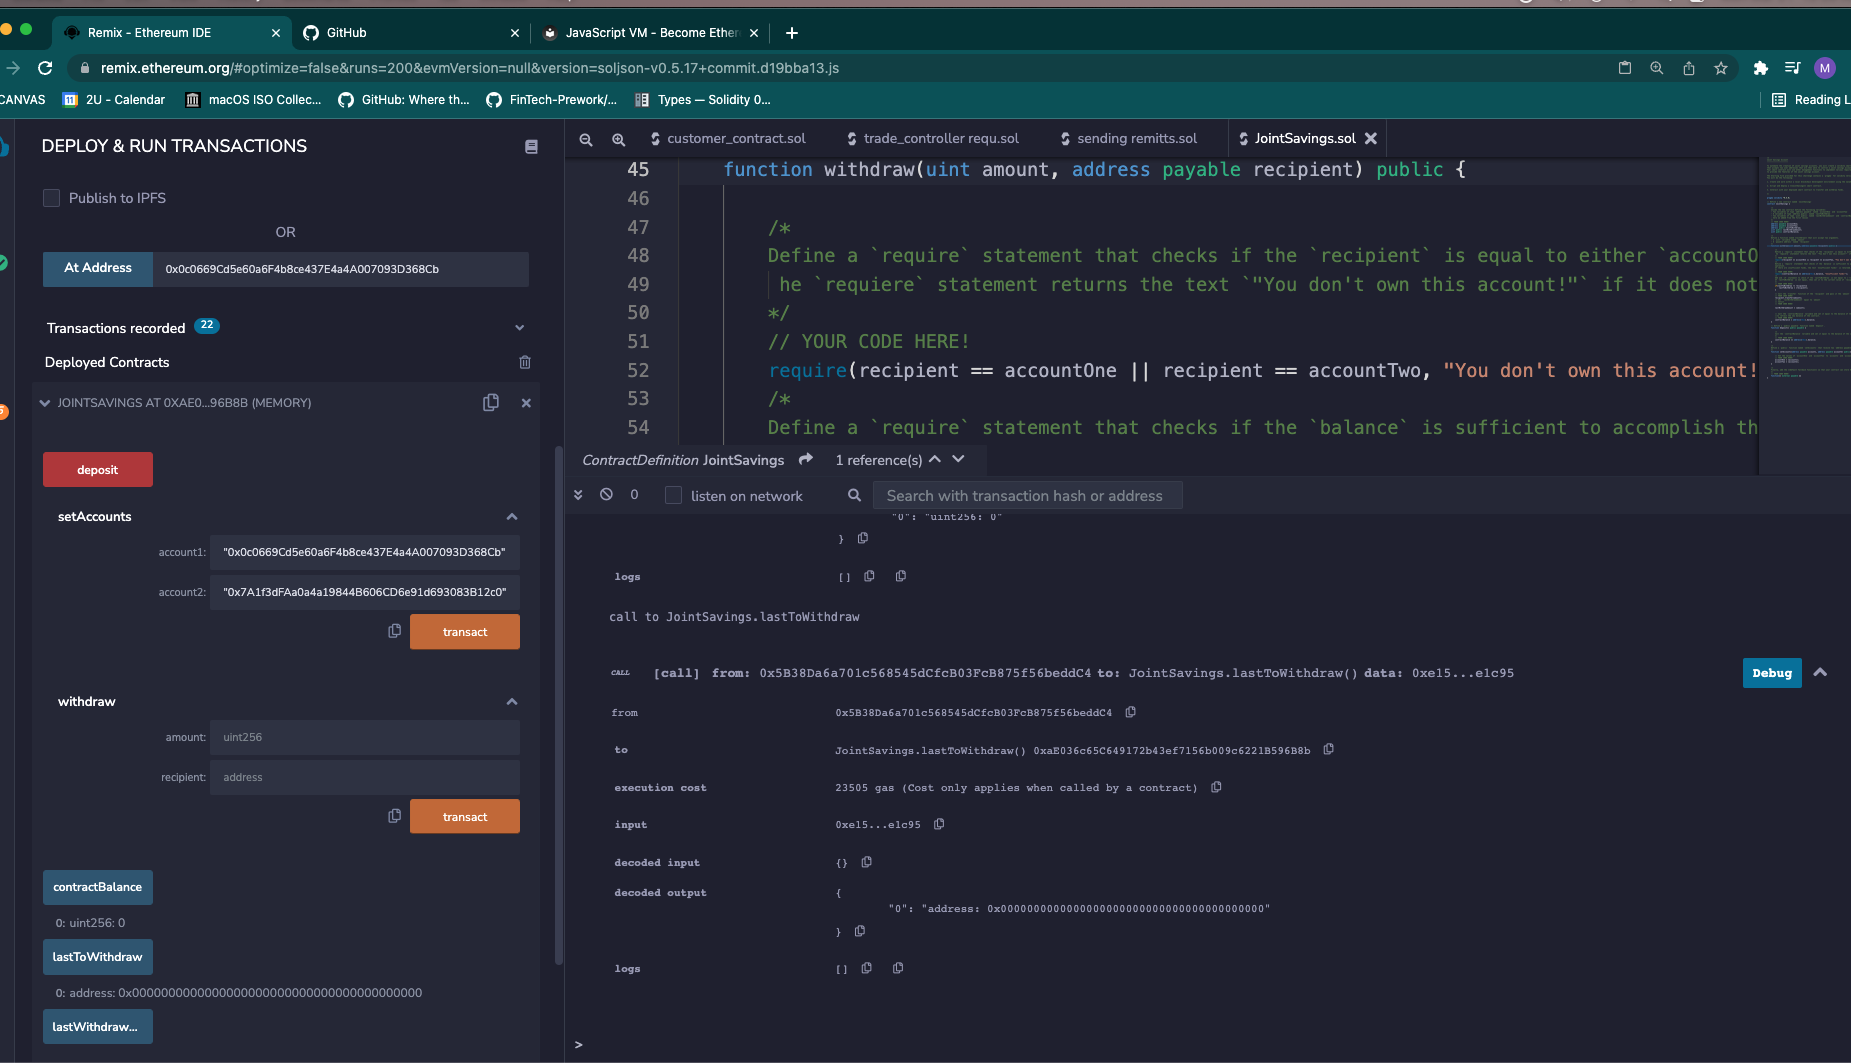 Remix - Ethereum IDE
GitHub
JavaScript VM - Become Ether
remix.ethereum.org/#optimize=false&runs=200&evmVersion=null&version=soljson-v0.5.17+commit.d19bba13.js
M
CANVAS
11
2U - Calendar
macOS ISO Collec...
GitHub: Where th...
FinTech-Prework/...
Types — Solidity 0...
Reading L
DEPLOY & RUN TRANSACTIONS
Publish to IPFS
OR
At Address
0x0c0669Cd5e60a6F4b8ce437E4a4A007093D368Cb
Transactions recorded 22
Deployed Contracts
JOINTSAVINGS AT 0XAE0...96B8B (MEMORY)
deposit
setAccounts
account1: "0x0c0669Cd5e60a6F4b8ce437E4a4A007093D368Cb"
account2: "0x7A1f3dFAa0a4a19844B606CD6e91d693083B12c0"
transact
withdraw
amount: uint256
recipient: address
transact
contractBalance
0: uint256: 0
lastToWithdraw
0: address: 0x0000000000000000000000000000000000000000
lastWithdraw...
customer_contract.sol
trade_controller requ.sol
sending remitts.sol
JointSavings.sol
45 function withdraw(uint amount, address payable recipient) public {
46
47 /*
48 Define a `require` statement that checks if the `recipient` is equal to either `accountO
49 he `requiere` statement returns the text `"You don't own this account!"` if it does not
50 */
51 // YOUR CODE HERE!
52 require(recipient == accountOne || recipient == accountTwo, "You don't own this account!
53 /*
54 Define a `require` statement that checks if the `balance` is sufficient to accomplish th
ContractDefinition JointSavings 1 reference(s)
0 listen on network Search with transaction hash or address
"0": "uint256: 0"
}
logs [ ]
call to JointSavings.lastToWithdraw
CALL [call] from: 0x5B38Da6a701c568545dCfcB03FcB875f56beddC4 to: JointSavings.lastToWithdraw() data: 0xe15...e1c95 Debug
from 0x5B38Da6a701c568545dCfcB03FcB875f56beddC4
to JointSavings.lastToWithdraw() 0xaE036c65C649172b43ef7156b009c6221B596B8b
execution cost 23505 gas (Cost only applies when called by a contract)
input 0xe15...e1c95
decoded input {}
decoded output {
"0": "address: 0x0000000000000000000000000000000000000000"
}
logs []
>